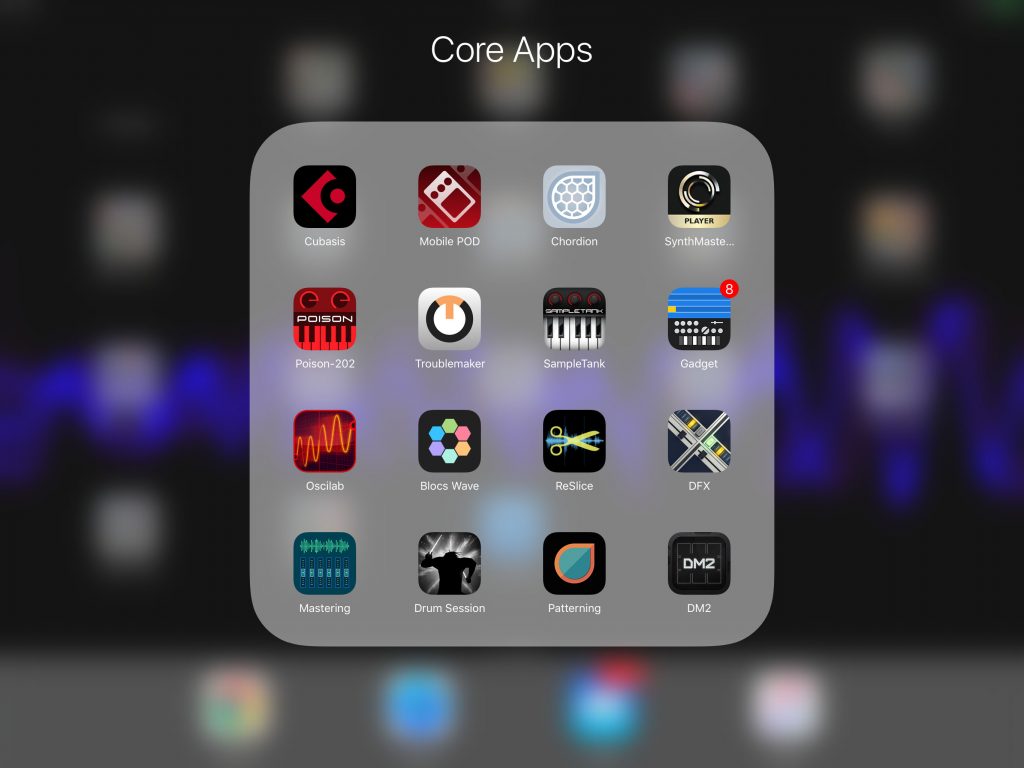 Core Apps
PLAYER
Cubasis Mobile POD Chordion SynthMaste...
8
POISON SAMPLETANK
Poison-202 Troublemaker SampleTank Gadget
Oscilab Blocs Wave ReSlice DFX
DM2
Mastering Drum Session Patterning DM2